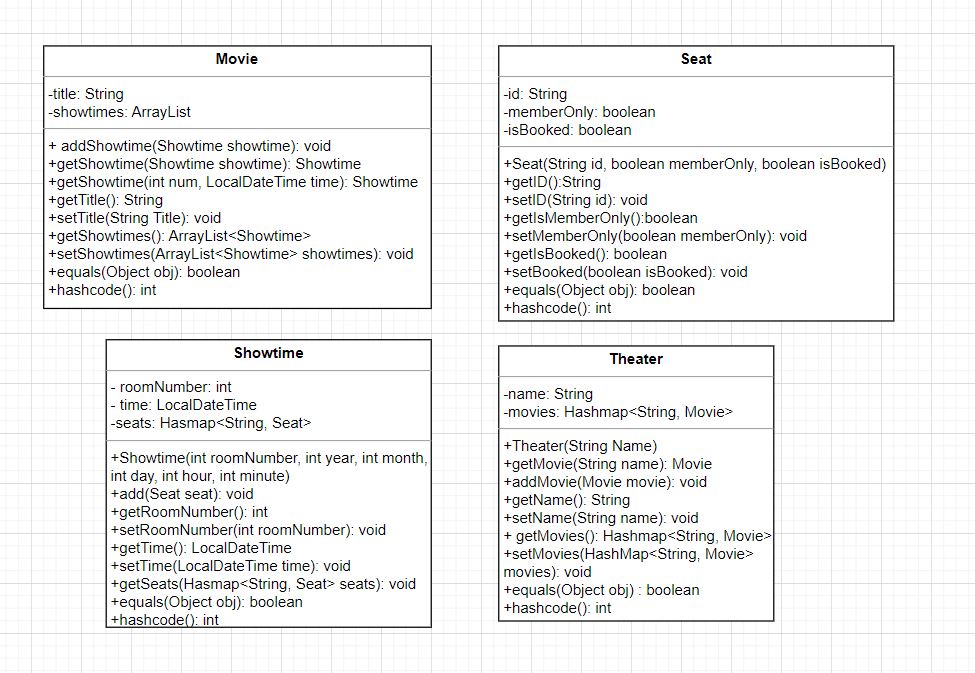 Movie
-title: String
-showtimes: ArrayList
+ addShowtime(Showtime showtime): void
+getShowtime(Showtime showtime): Showtime
+getShowtime(int num, LocalDateTime time): Showtime
+getTitle(): String
+setTitle(String Title): void
+getShowtimes(): ArrayList<Showtime>
+setShowtimes(ArrayList<Showtime> showtimes): void
+equals(Object obj): boolean
+hashcode(): int
Seat
-id: String
-memberOnly: boolean
-isBooked: boolean
+Seat(String id, boolean memberOnly, boolean isBooked)
+getID():String
+setID(String id): void
+getIsMemberOnly():boolean
+setMemberOnly(boolean memberOnly): void
+getIsBooked(): boolean
+setBooked(boolean isBooked): void
+equals(Object obj): boolean
+hashcode(): int
Showtime
- roomNumber: int
- time: LocalDateTime
-seats: Hasmap<String, Seat>
+Showtime(int roomNumber, int year, int month,
int day, int hour, int minute)
+add(Seat seat): void
+getRoomNumber(): int
+setRoomNumber(int roomNumber): void
+getTime(): LocalDateTime
+setTime(LocalDateTime time): void
+getSeats(Hasmap<String, Seat> seats): void
+equals(Object obj): boolean
+hashcode(): int
Theater
-name: String
-movies: Hashmap<String, Movie>
+Theater(String Name)
+getMovie(String name): Movie
+addMovie(Movie movie): void
+getName(): String
+setName(String name): void
+ getMovies(): Hashmap<String, Movie>
+setMovies(HashMap<String, Movie>
movies): void
+equals(Object obj) : boolean
+hashcode(): int